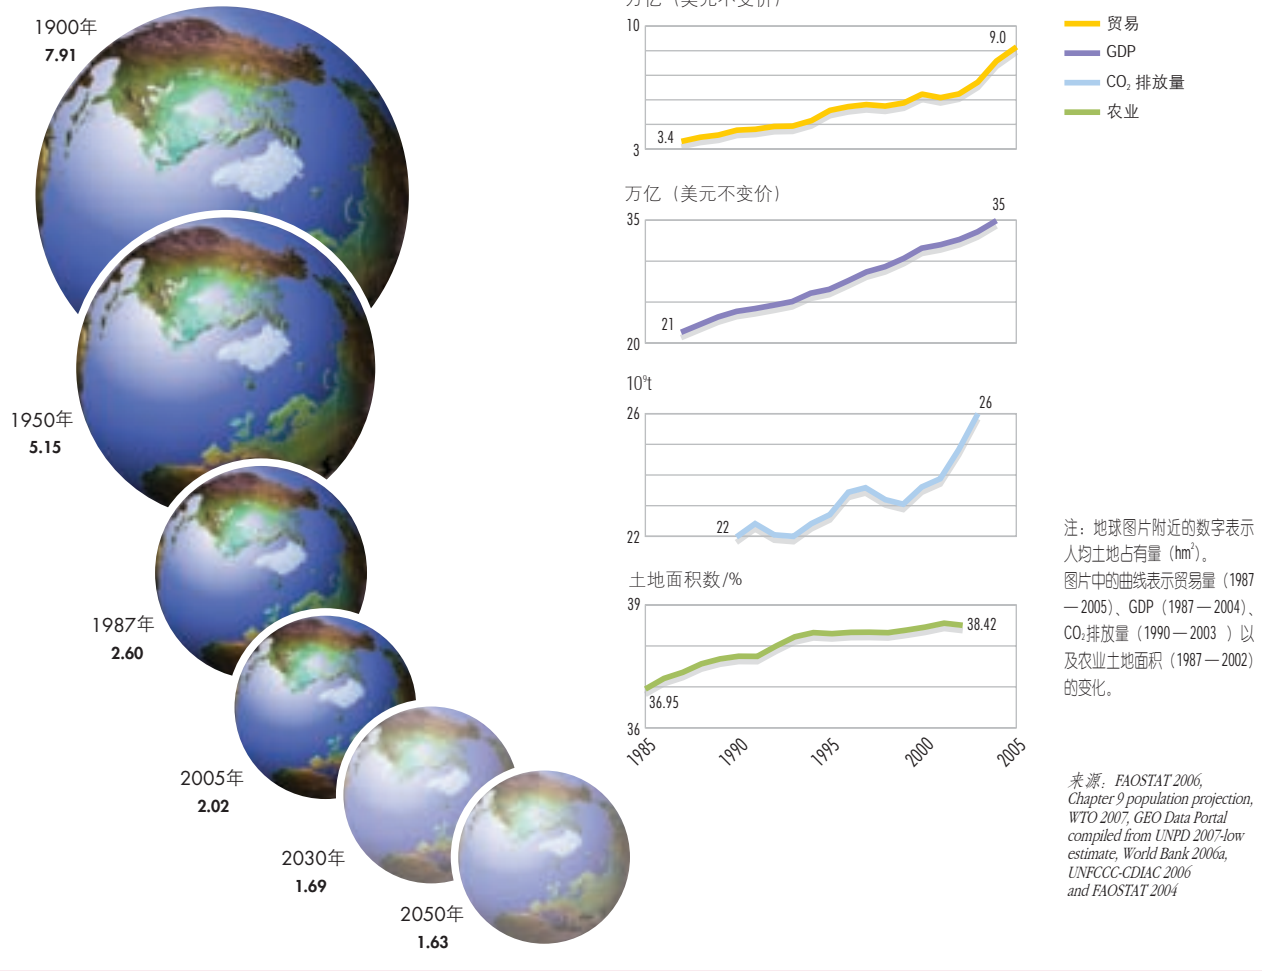 1900年
7.91
1950年
5.15
1987年
2.60
2005年
2.02
2030年
1.69
2050年
1.63
万亿（美元不变价）
10
3
3.4
9.0
万亿（美元不变价）
35
20
21
35
10⁹t
26
22
22
26
土地面积数/%
39
36
36.95
38.42
1985
1990
1995
2000
2005
贸易
GDP
CO₂ 排放量
农业
注：地球图片附近的数字表示
人均土地占有量（hm²）。
图片中的曲线表示贸易量（1987
—2005）、GDP（1987—2004）、
CO₂排放量（1990—2003 ）以
及农业土地面积（1987—2002）
的变化。
来源：FAOSTAT 2006,
Chapter 9 population projection,
WTO 2007, GEO Data Portal
compiled from UNPD 2007-low
estimate, World Bank 2006a,
UNFCCC-CDIAC 2006
and FAOSTAT 2004